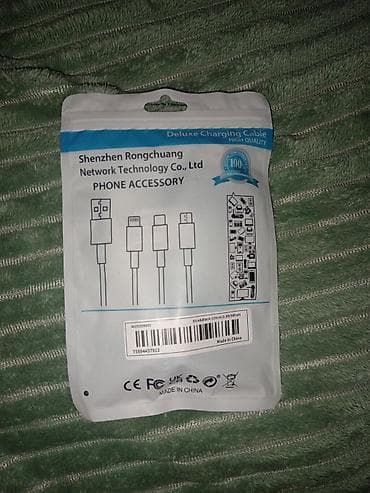 Deluxe Charging Cable
HIGH QUALITY
Shenzhen Rongchuang
Network Technology Co., Ltd
PHONE ACCESSORY
100
Made in China
MADE IN CHINA